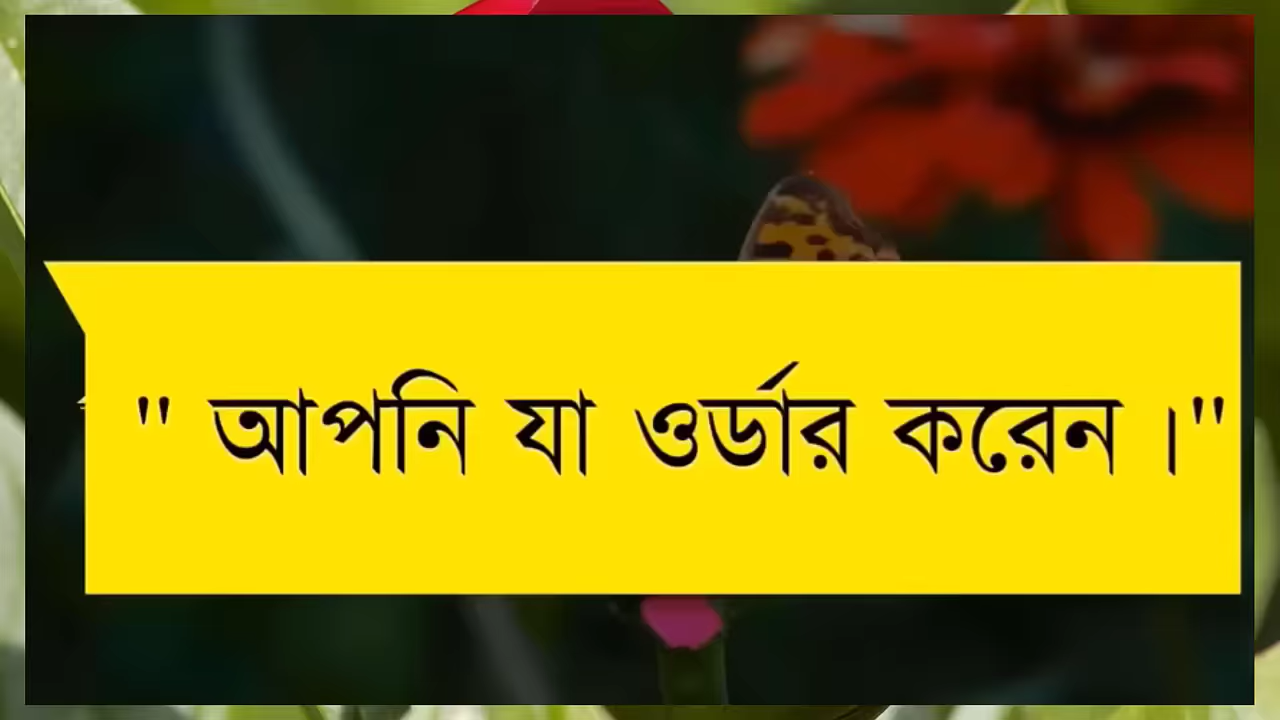 " আপনি যা ওর্ডার করেন ।"